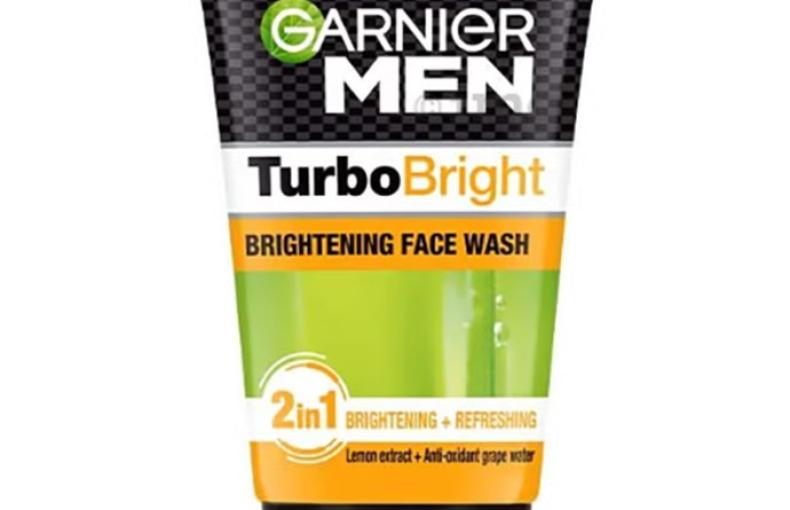 GARNIER
MEN
TurboBright
BRIGHTENING FACE WASH
2in1
BRIGHTENING + REFRESHING
Lemon extract + Anti-oxidant grape water